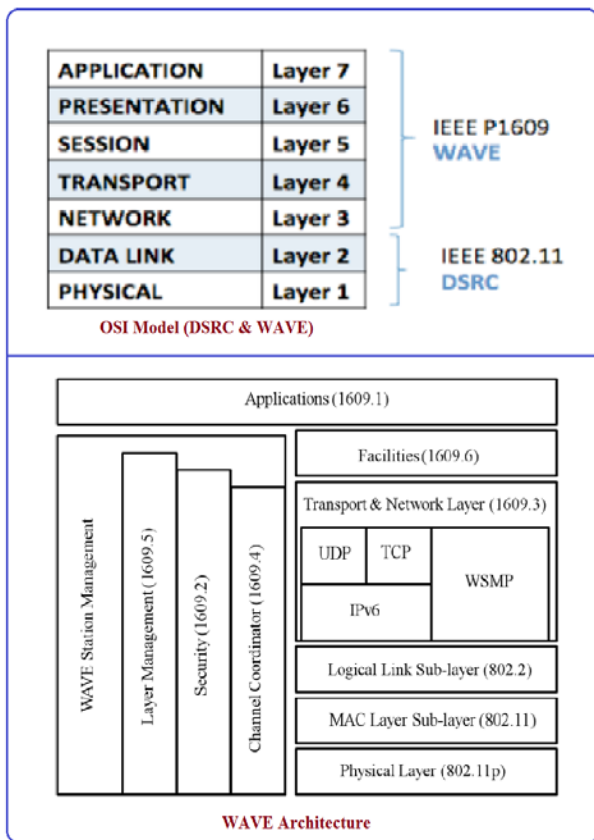 APPLICATION Layer 7
PRESENTATION Layer 6
SESSION Layer 5
TRANSPORT Layer 4
NETWORK Layer 3
DATA LINK Layer 2
PHYSICAL Layer 1
IEEE P1609
WAVE
IEEE 802.11
DSRC
OSI Model (DSRC & WAVE)
Applications (1609.1)
WAVE Station Management
Layer Management (1609.5)
Security (1609.2)
Channel Coordinator (1609.4)
Facilities (1609.6)
Transport & Network Layer (1609.3)
UDP
TCP
WSMP
IPv6
Logical Link Sub-layer (802.2)
MAC Layer Sub-layer (802.11)
Physical Layer (802.11p)
WAVE Architecture